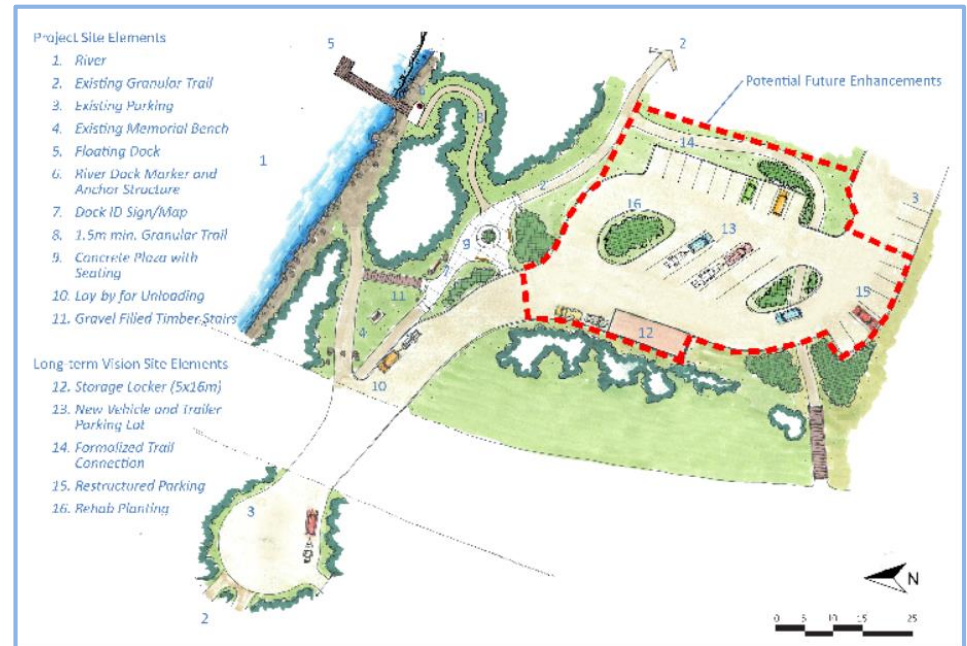 Project Site Elements
1. River
2. Existing Granular Trail
3. Existing Parking
4. Existing Memorial Bench
5. Floating Dock
6. River Dock Marker and
Anchor Structure
7. Dock ID Sign/Map
8. 1.5m min. Granular Trail
9. Concrete Plaza with
Seating
10. Lay by for Unloading
11. Gravel Filled Timber Stairs
Long-term Vision Site Elements
12. Storage Locker (5x16m)
13. New Vehicle and Trailer
Parking Lot
14. Formalized Trail
Connection
15. Restructured Parking
16. Rehab Planting
5
2
Potential Future Enhancements
6
8
1
14
2
3
16
13
9
7
11
15
4
12
10
3
2
N
0 5 10 15 25